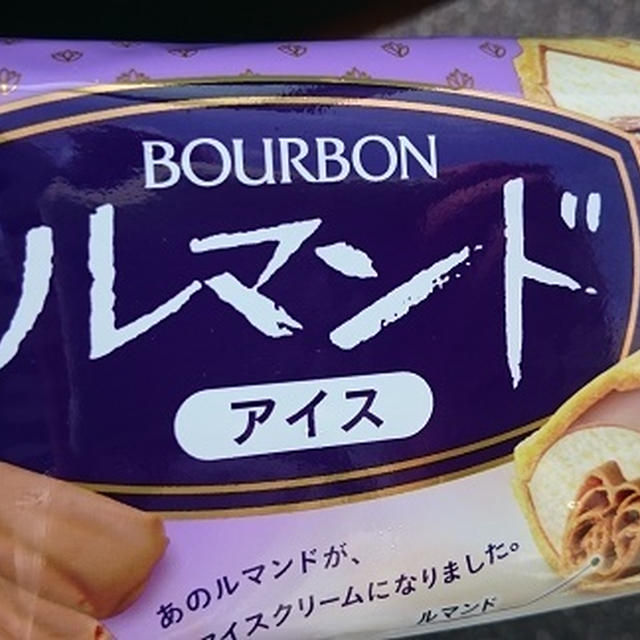 BOURBON
ルマンド
アイス
あのルマンドが、
アイスクリームになりました。
ルマンド